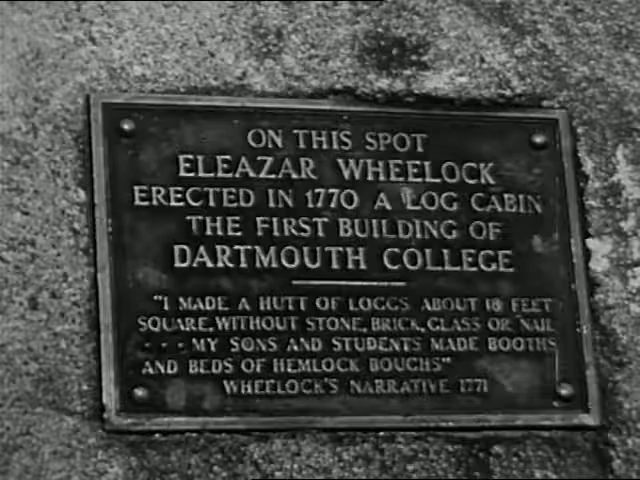 ON THIS SPOT
ELEAZAR WHEELOCK
ERECTED IN 1770 A LOG CABIN
THE FIRST BUILDING OF
DARTMOUTH COLLEGE
"I MADE A HUTT OF LOGGS ABOUT 18 FEET
SQUARE, WITHOUT STONE, BRICK, GLASS OR NAIL
· · · MY SONS AND STUDENTS MADE BOOTHS
AND BEDS OF HEMLOCK BOUGHS"
WHEELOCK'S NARRATIVE 1771